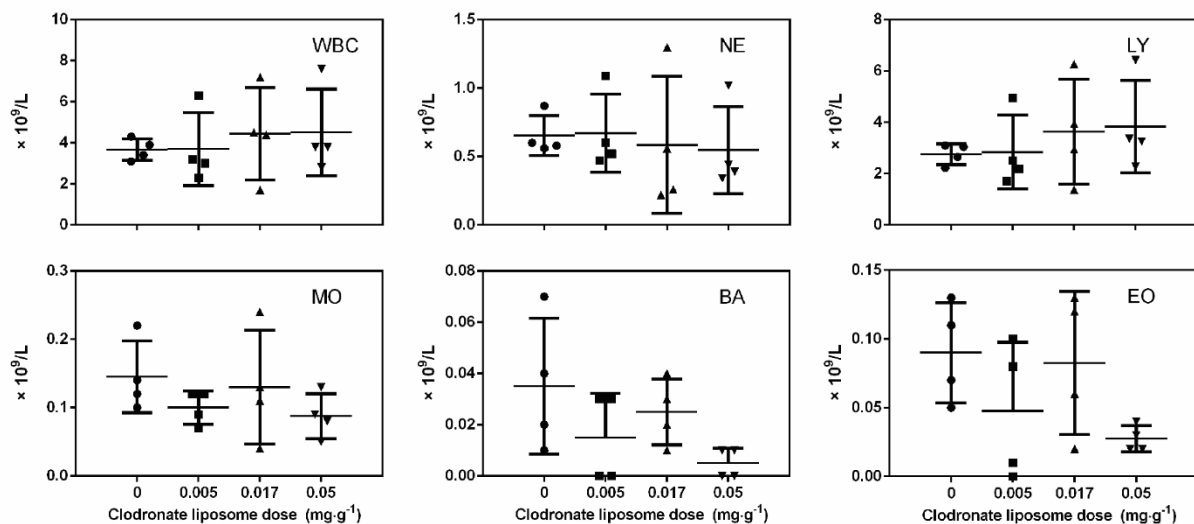 WBC
× 10⁹/L
10
8
6
4
2
0
NE
× 10⁹/L
1.5
1.0
0.5
0.0
LY
× 10⁹/L
8
6
4
2
0
MO
× 10⁹/L
0.3
0.2
0.1
0.0
0 0.005 0.017 0.05
Clodronate liposome dose (mg·g⁻¹)
BA
× 10⁹/L
0.08
0.06
0.04
0.02
0.00
0 0.005 0.017 0.05
Clodronate liposome dose (mg·g⁻¹)
EO
× 10⁹/L
0.15
0.10
0.05
0.00
0 0.005 0.017 0.05
Clodronate liposome dose (mg·g⁻¹)